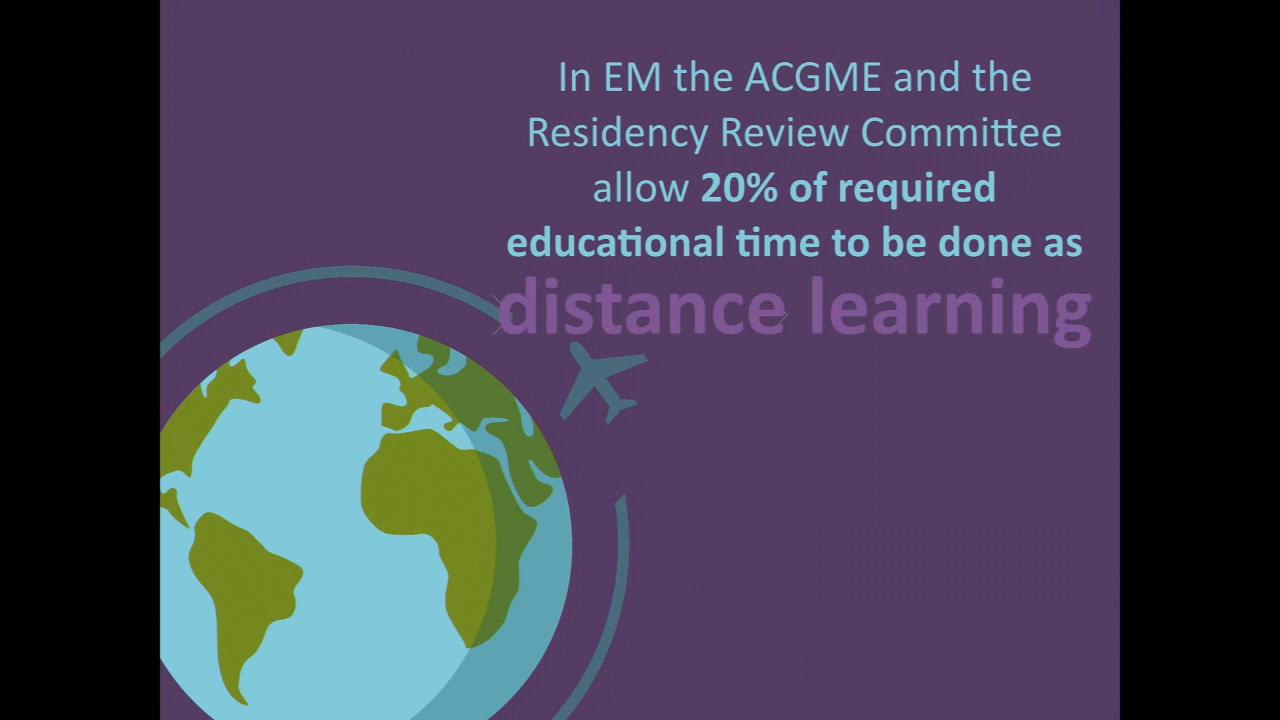 In EM the ACGME and the
Residency Review Committee
allow 20% of required
educational time to be done as
distance learning